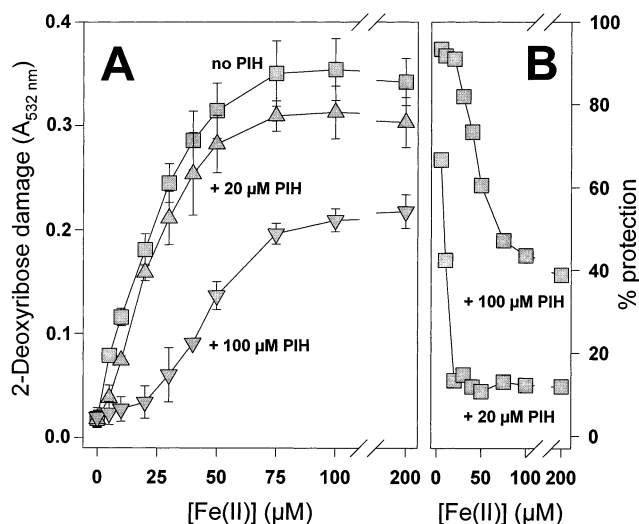 A
B
no PIH
+ 20 µM PIH
+ 100 µM PIH
+ 100 µM PIH
+ 20 µM PIH
2-Deoxyribose damage (A532 nm)
0.4
0.3
0.2
0.1
0.0
0 25 50 75 100 200
[Fe(II)] (µM)
0 50 100 200
[Fe(II)] (µM)
100
80
60
40
20
0
% protection